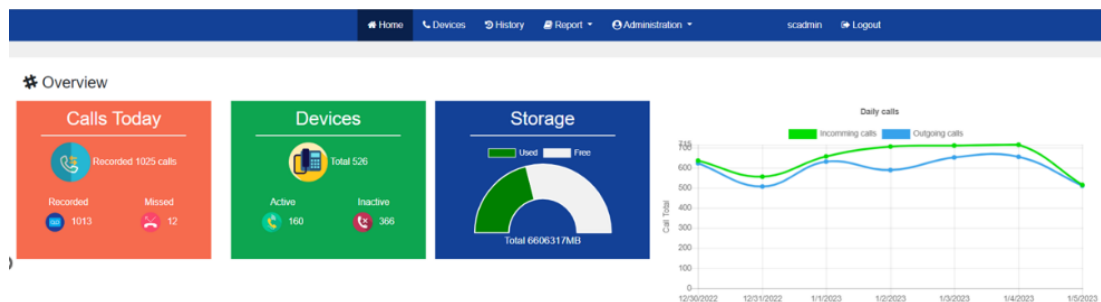 Home Devices History Report Administration scadmin Logout
Overview
Calls Today
Recorded 1025 calls
Recorded Missed
1013 12
Devices
Total 526
Active Inactive
160 366
Storage
Used Free
Total 6606317MB
Daily calls
Incomming calls Outgoing calls
Call Total
715
700
600
500
400
300
200
100
0
12/30/2022 12/31/2022 1/1/2023 1/2/2023 1/3/2023 1/4/2023 1/5/2023